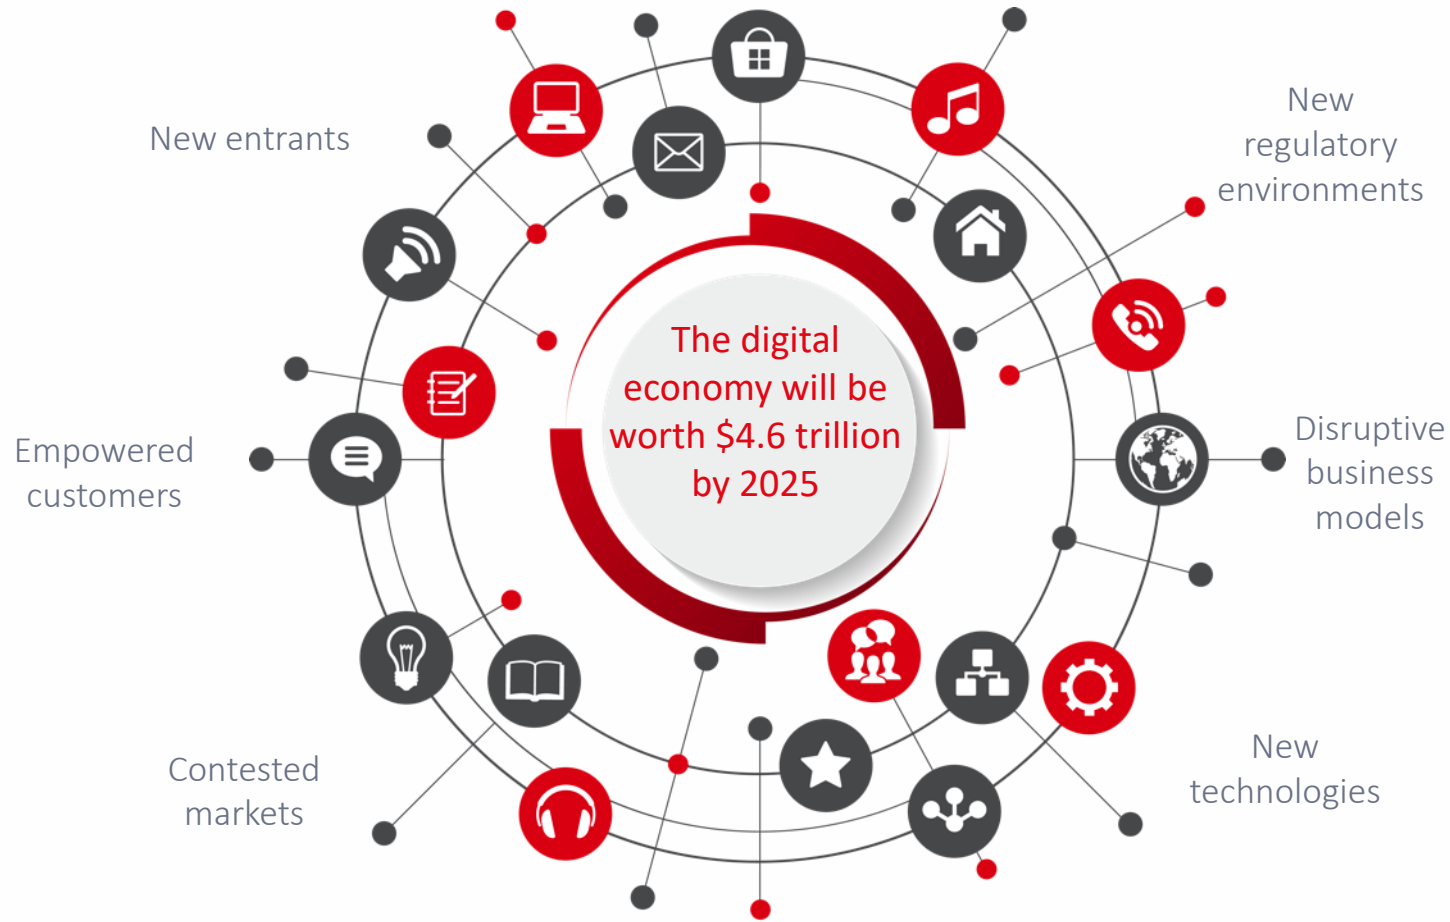 New entrants
New
regulatory
environments
The digital
economy will be
worth $4.6 trillion
by 2025
Empowered
customers
Disruptive
business
models
Contested
markets
New
technologies